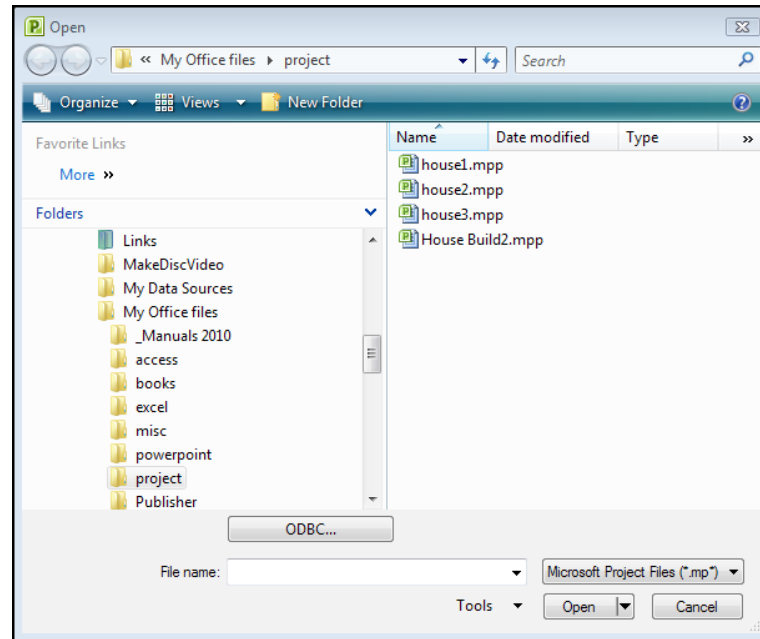 Open
« My Office files ▸ project
Search
Organize Views New Folder
Favorite Links
More »
Folders
Links
MakeDiscVideo
My Data Sources
My Office files
_Manuals 2010
access
books
excel
misc
powerpoint
project
Publisher
Name Date modified Type »
house1.mpp
house2.mpp
house3.mpp
House Build2.mpp
ODBC...
File name:
Microsoft Project Files (*.mp*)
Tools Open Cancel